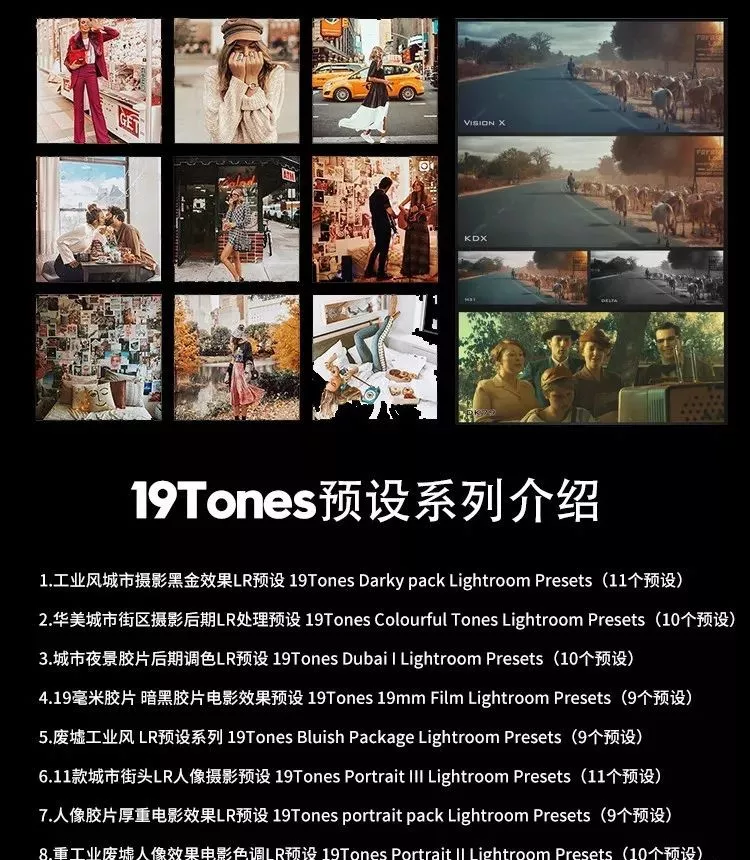 GET
ATM
VISION X
KDX
M31
DELTA
19Tones预设系列介绍
1.工业风城市摄影黑金效果LR预设 19Tones Darky pack Lightroom Presets（11个预设）
2.华美城市街区摄影后期LR处理预设 19Tones Colourful Tones Lightroom Presets（10个预设）
3.城市夜景胶片后期调色LR预设 19Tones Dubai I Lightroom Presets（10个预设）
4.19毫米胶片 暗黑胶片电影效果预设 19Tones 19mm Film Lightroom Presets（9个预设）
5.废墟工业风 LR预设系列 19Tones Bluish Package Lightroom Presets（9个预设）
6.11款城市街头LR人像摄影预设 19Tones Portrait III Lightroom Presets（11个预设）
7.人像胶片厚重电影效果LR预设 19Tones portrait pack Lightroom Presets（9个预设）
8.重工业废墟人像效果电影色调LR预设 19Tones Portrait II Lightroom Presets（10个预设）